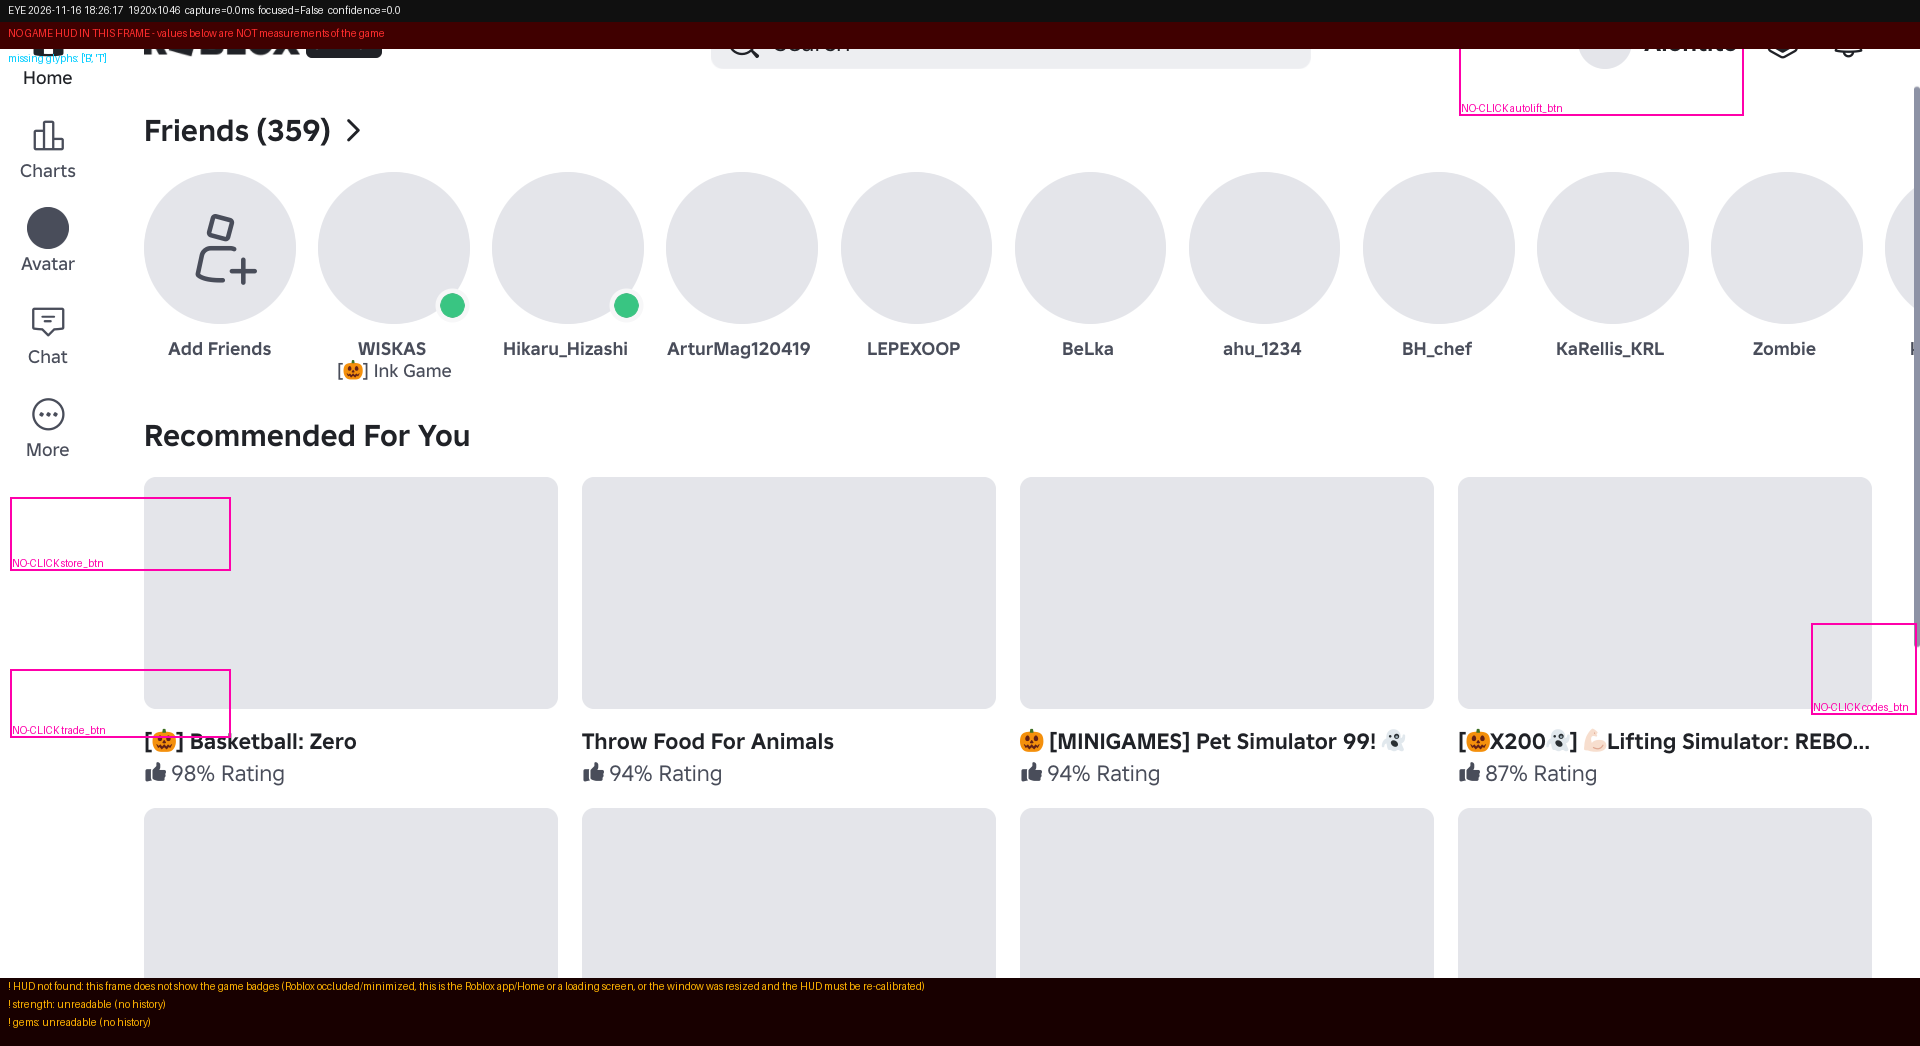 EYE 2026-11-16 18:26:17 1920x1046 capture=0.0ms focused=False confidence=0.0
NO GAME HUD IN THIS FRAME - values below are NOT measurements of the game
missing glyphs: ['B', 'T']
Home
Friends (359)
NO-CLICK autolift_btn
Charts
Avatar
Chat
More
Add Friends
WISKAS
Hikaru_Hizashi
ArturMag120419
LEPEXOOP
BeLka
ahu_1234
BH_chef
KaRellis_KRL
Zombie
[🎃] Ink Game
Recommended For You
NO-CLICK store_btn
NO-CLICK trade_btn
NO-CLICK codes_btn
[🎃] Basketball: Zero
Throw Food For Animals
🎃 [MINIGAMES] Pet Simulator 99! 👻
[🎃X200👻] 💪🏻Lifting Simulator: REBO...
98% Rating
94% Rating
94% Rating
87% Rating
! HUD not found: this frame does not show the game badges (Roblox occluded/minimized, this is the Roblox app/Home or a loading screen, or the window was resized and the HUD must be re-calibrated)
! strength: unreadable (no history)
! gems: unreadable (no history)